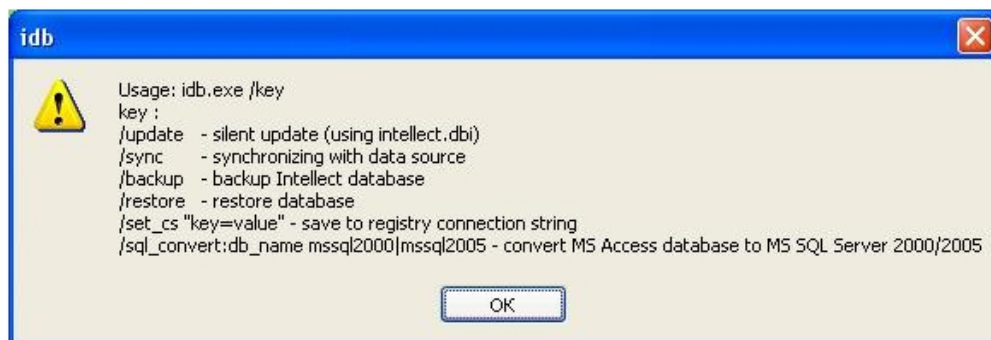 idb
Usage: idb.exe /key
key :
/update - silent update (using intellect.dbi)
/sync - synchronizing with data source
/backup - backup Intellect database
/restore - restore database
/set_cs "key=value" - save to registry connection string
/sql_convert:db_name mssql2000|mssql2005 - convert MS Access database to MS SQL Server 2000/2005
OK